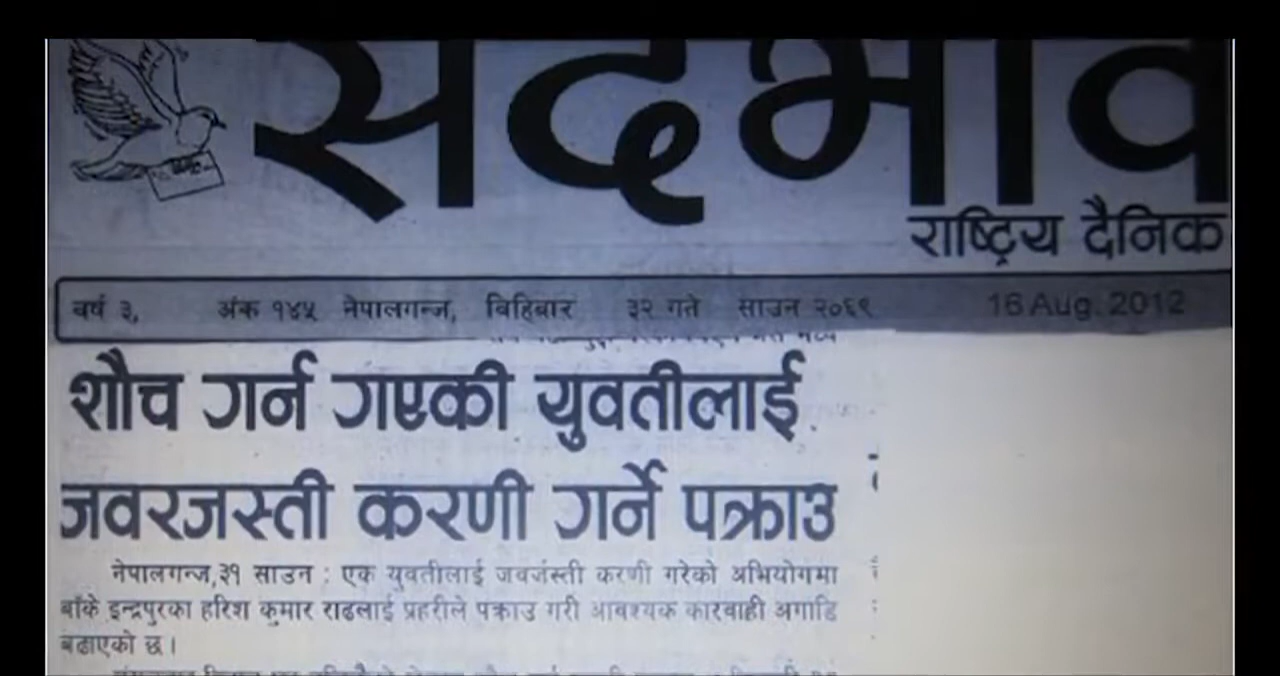 सदभाव
राष्ट्रिय दैनिक
वर्ष ३, अंक १४५ नेपालगन्ज, बिहिबार ३२ गते साउन २०६९ 16 Aug. 2012
शौच गर्न गएकी युवतीलाई
जवरजस्ती करणी गर्ने पक्राउ
नेपालगन्ज,३१ साउन : एक युवतीलाई जवर्जस्ती करणी गरेको अभियोगमा
बाँके इन्द्रपुरका हरिश कुमार राढलाई प्रहरीले पक्राउ गरी आवश्यक कारवाही अगाडि
बढाएको छ ।